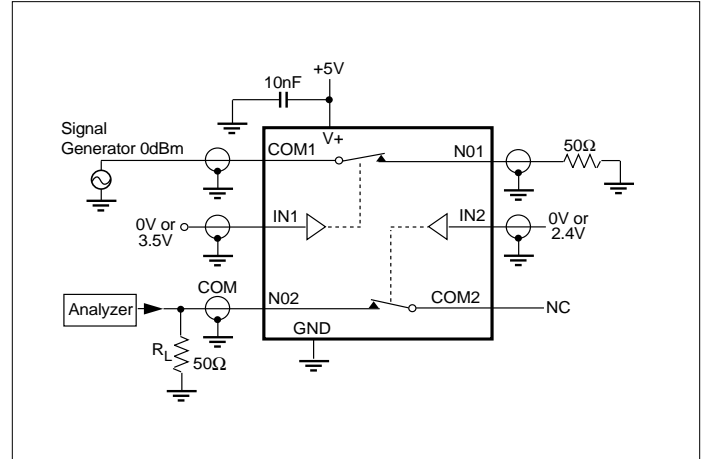 +5V
10nF
Signal
Generator 0dBm
V+
COM1
N01
50Ω
0V or
3.5V
IN1
IN2
0V or
2.4V
COM
Analyzer
N02
COM2
NC
RL
50Ω
GND